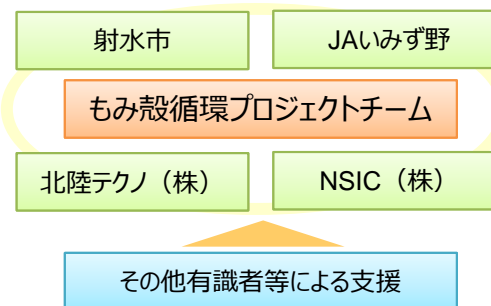 射水市
JAいみず野
もみ殻循環プロジェクトチーム
北陸テクノ（株）
NSIC（株）
その他有識者等による支援